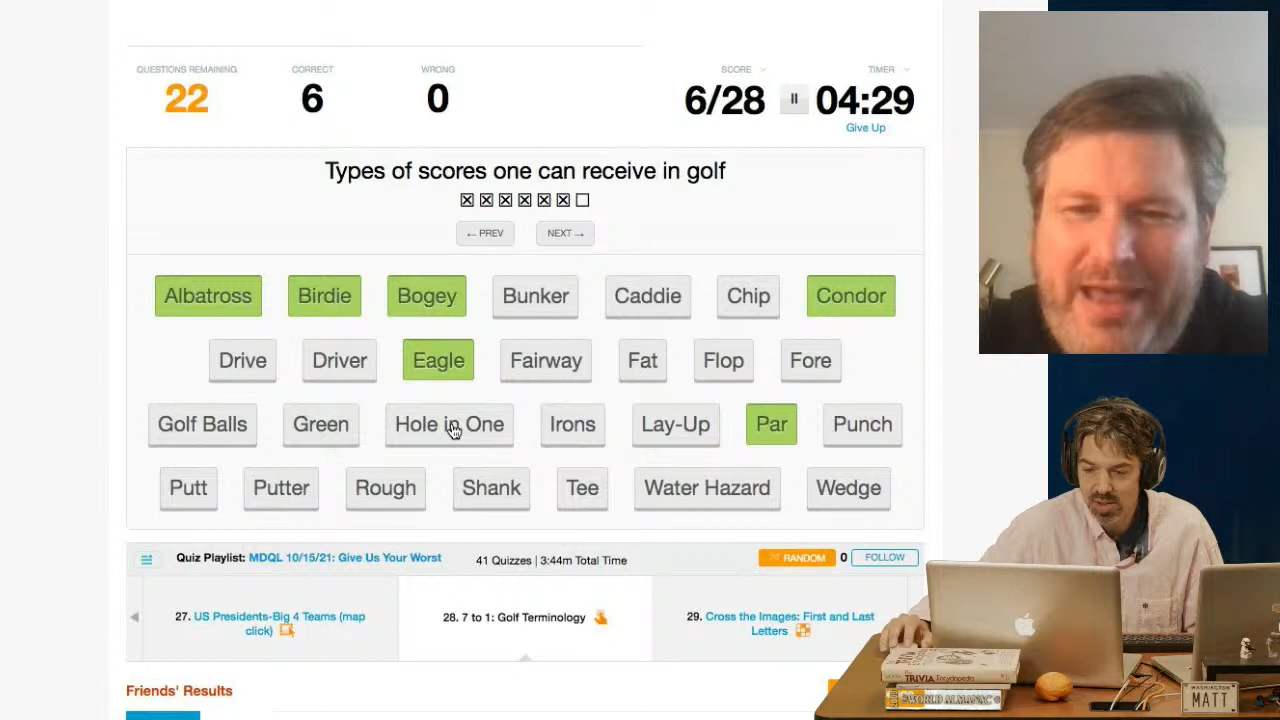 QUESTIONS REMAINING CORRECT WRONG SCORE TIMER
22 6 0 6/28 04:29
Give Up
Types of scores one can receive in golf
← PREV NEXT →
Albatross Birdie Bogey Bunker Caddie Chip Condor
Drive Driver Eagle Fairway Fat Flop Fore
Golf Balls Green Hole in One Irons Lay-Up Par Punch
Putt Putter Rough Shank Tee Water Hazard Wedge
Quiz Playlist: MDQL 10/15/21: Give Us Your Worst 41 Quizzes | 3:44m Total Time RANDOM 0 FOLLOW
27. US Presidents-Big 4 Teams (map click)
28. 7 to 1: Golf Terminology
29. Cross the Images: First and Last Letters
Friends' Results
TRIVIA Encyclopedia
WORLD ALMANAC
WASHINGTON
MATT